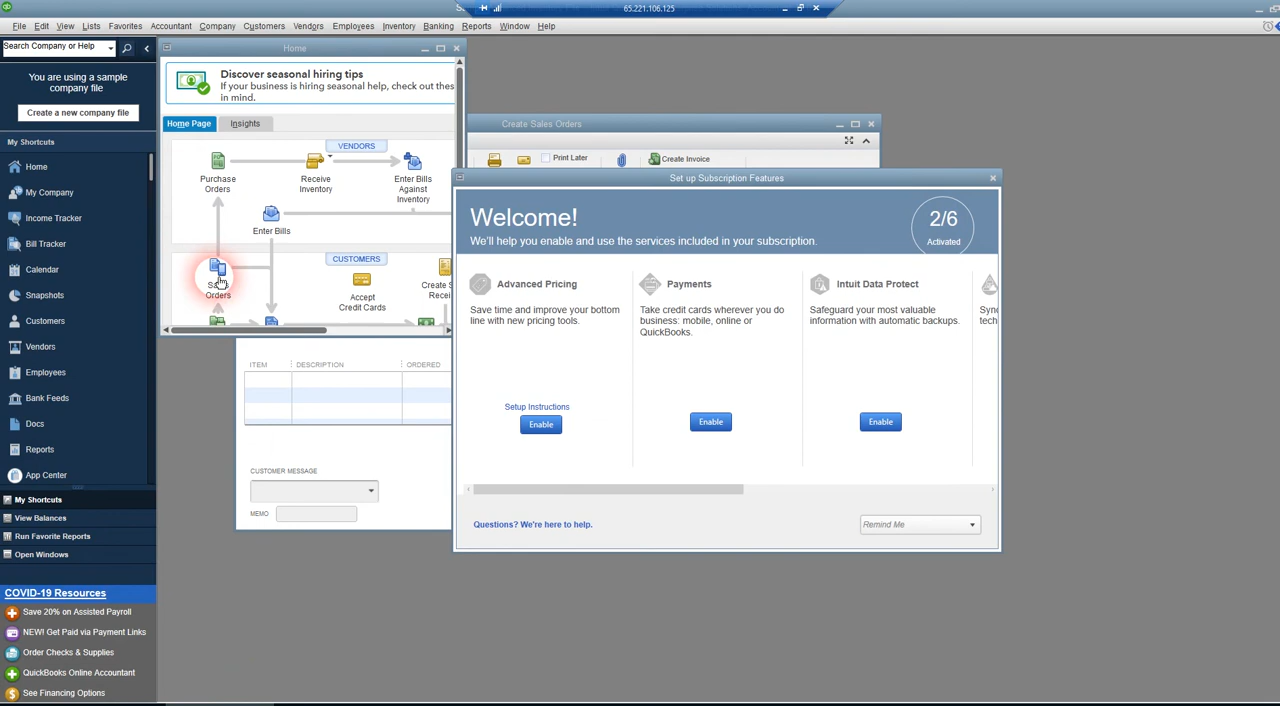 65.221.106.125
File Edit View Lists Favorites Accountant Company Customers Vendors Employees Inventory Banking Reports Window Help
Search Company or Help
You are using a sample
company file
Create a new company file
My Shortcuts
Home
My Company
Income Tracker
Bill Tracker
Calendar
Snapshots
Customers
Vendors
Employees
Bank Feeds
Docs
Reports
App Center
My Shortcuts
View Balances
Run Favorite Reports
Open Windows
COVID-19 Resources
Save 20% on Assisted Payroll
NEW! Get Paid via Payment Links
Order Checks & Supplies
QuickBooks Online Accountant
See Financing Options
Home
Discover seasonal hiring tips
If your business is hiring seasonal help, check out thes
in mind.
Home Page Insights
VENDORS
Purchase
Orders
Receive
Inventory
Enter Bills
Against
Inventory
Enter Bills
CUSTOMERS
Orders
Accept
Credit Cards
Create S
Recei
Create Sales Orders
Print Later
Create Invoice
ITEM DESCRIPTION ORDERED
CUSTOMER MESSAGE
MEMO
Set up Subscription Features
Welcome!
We'll help you enable and use the services included in your subscription.
2/6
Activated
Advanced Pricing
Save time and improve your bottom
line with new pricing tools.
Setup Instructions
Enable
Payments
Take credit cards wherever you do
business: mobile, online or
QuickBooks.
Enable
Intuit Data Protect
Safeguard your most valuable
information with automatic backups.
Enable
Sync
tech
Questions? We're here to help.
Remind Me